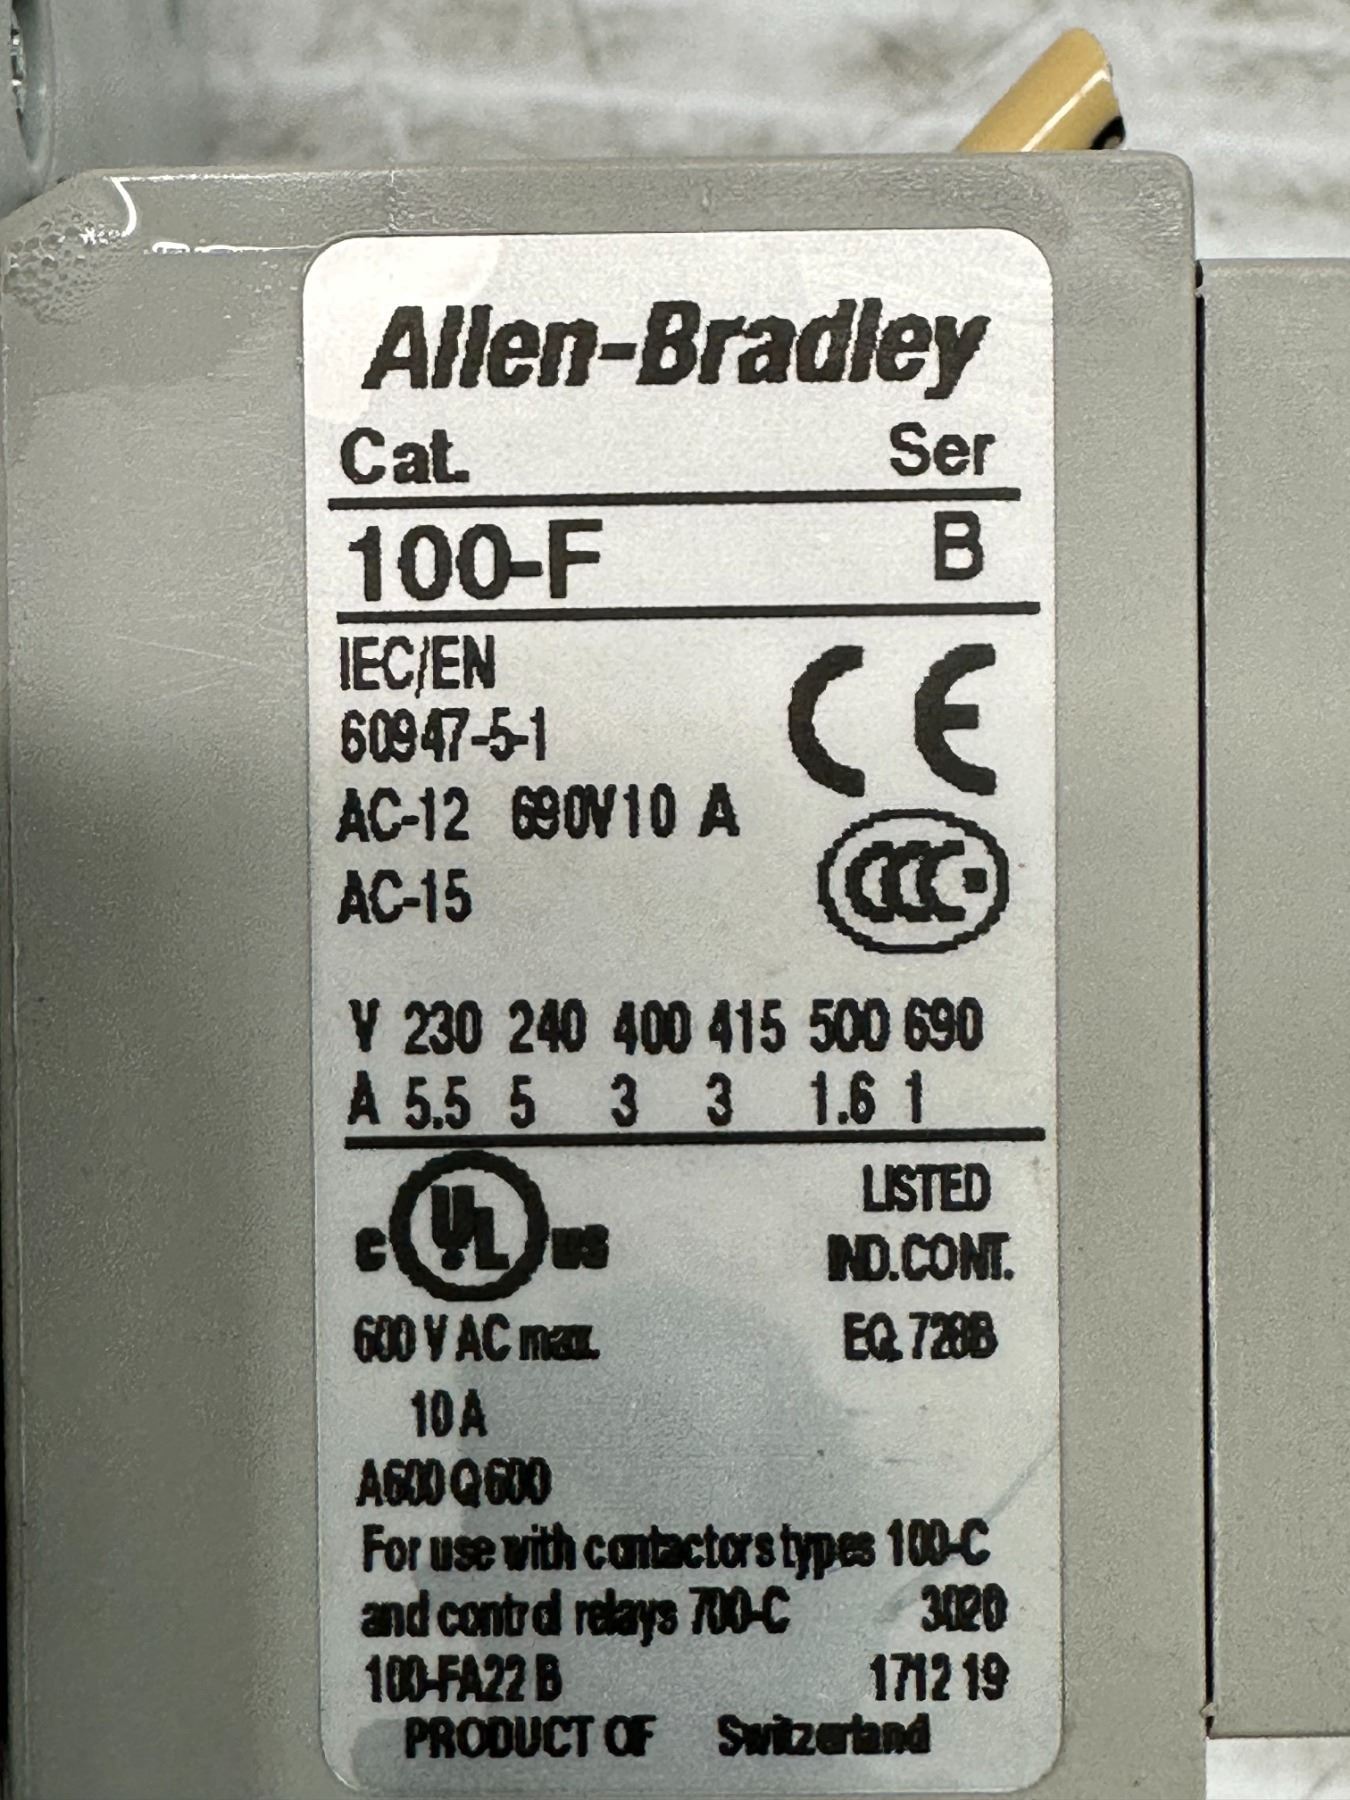 Allen-Bradley
Cat. Ser
100-F B
IEC/EN
60947-5-1
CE
AC-12 690V10 A
CCC
AC-15
V 230 240 400 415 500 690
A 5.5 5 3 3 1.6 1
c UL us LISTED
IND.CONT.
600 V AC max. EQ. 728B
10 A
A600 Q600
For use with contactors types 100-C
and control relays 700-C 3020
100-FA22 B 1712 19
PRODUCT OF Switzerland